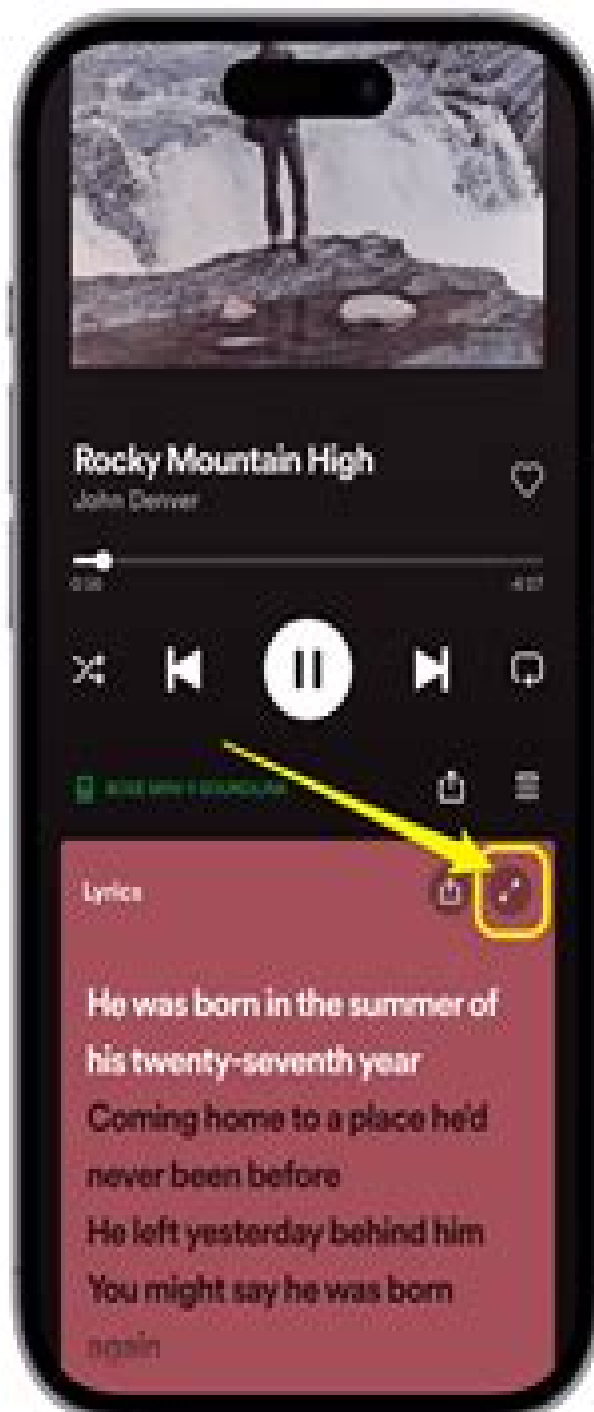 Rocky Mountain High
John Denver
Lyrics
He was born in the summer of
his twenty-seventh year
Coming home to a place he'd
never been before
He left yesterday behind him
You might say he was born
again